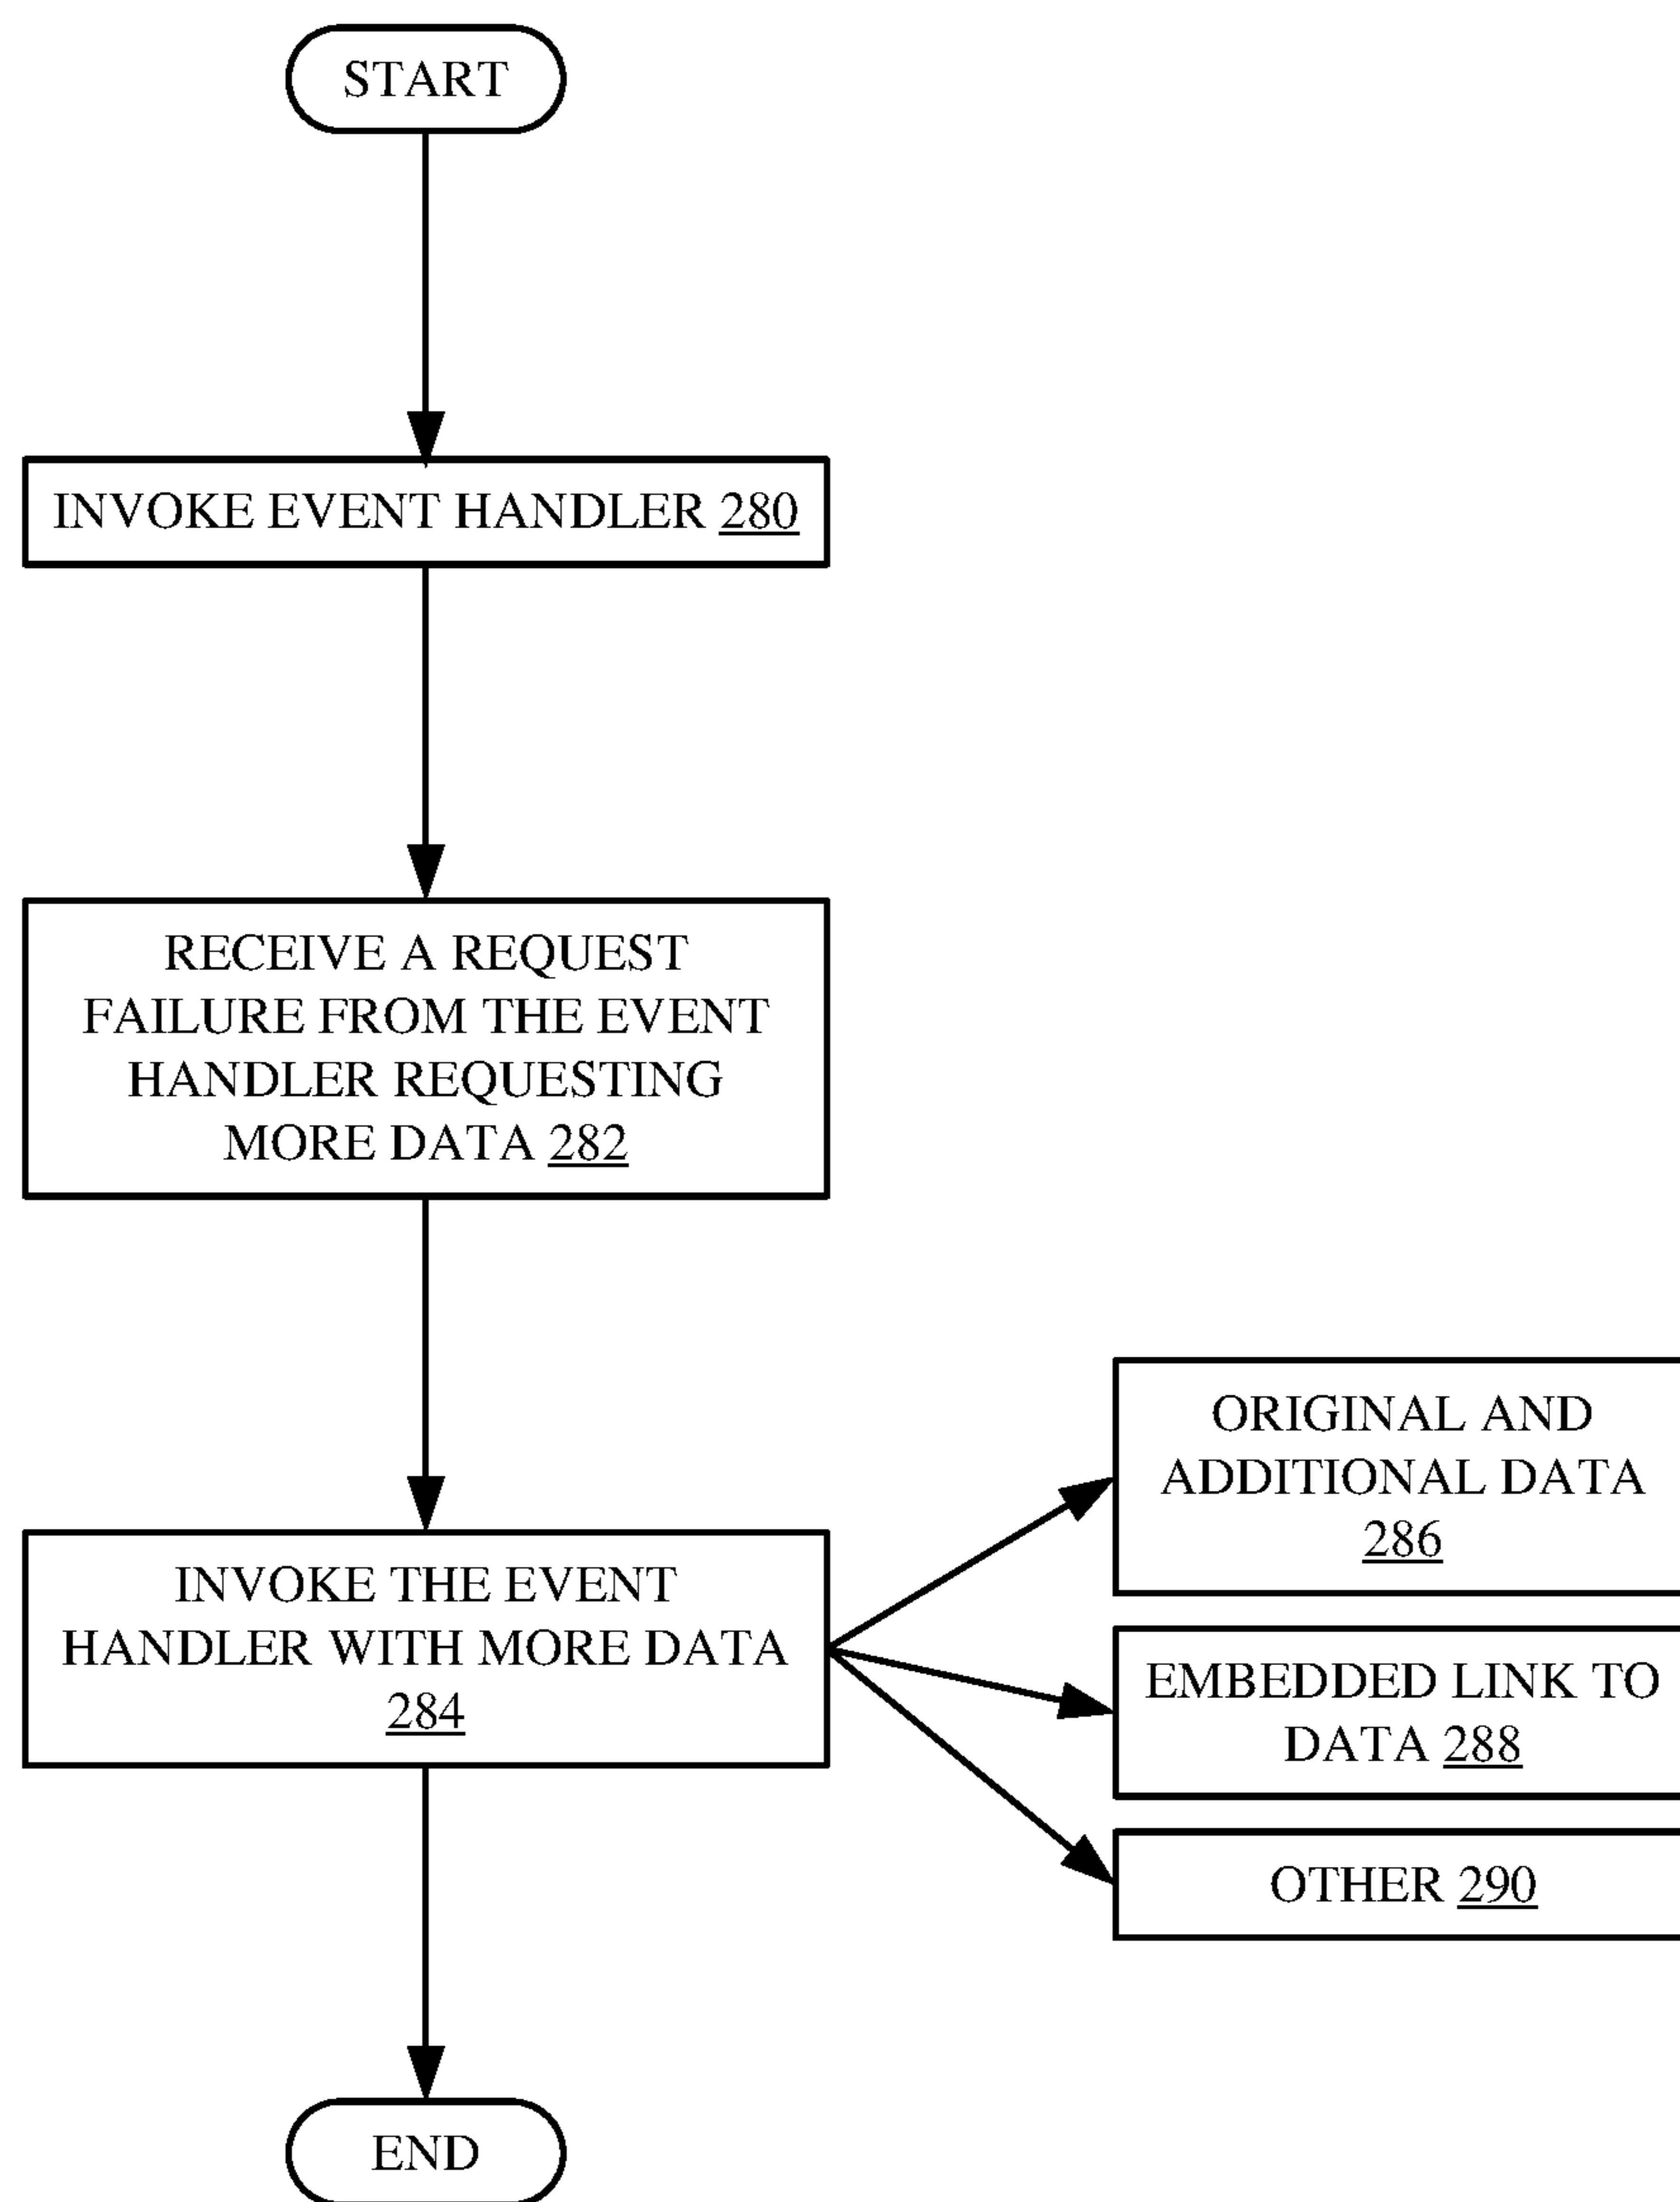 START
INVOKE EVENT HANDLER 280
RECEIVE A REQUEST
FAILURE FROM THE EVENT
HANDLER REQUESTING
MORE DATA 282
INVOKE THE EVENT
HANDLER WITH MORE DATA
284
ORIGINAL AND
ADDITIONAL DATA
286
EMBEDDED LINK TO
DATA 288
OTHER 290
END